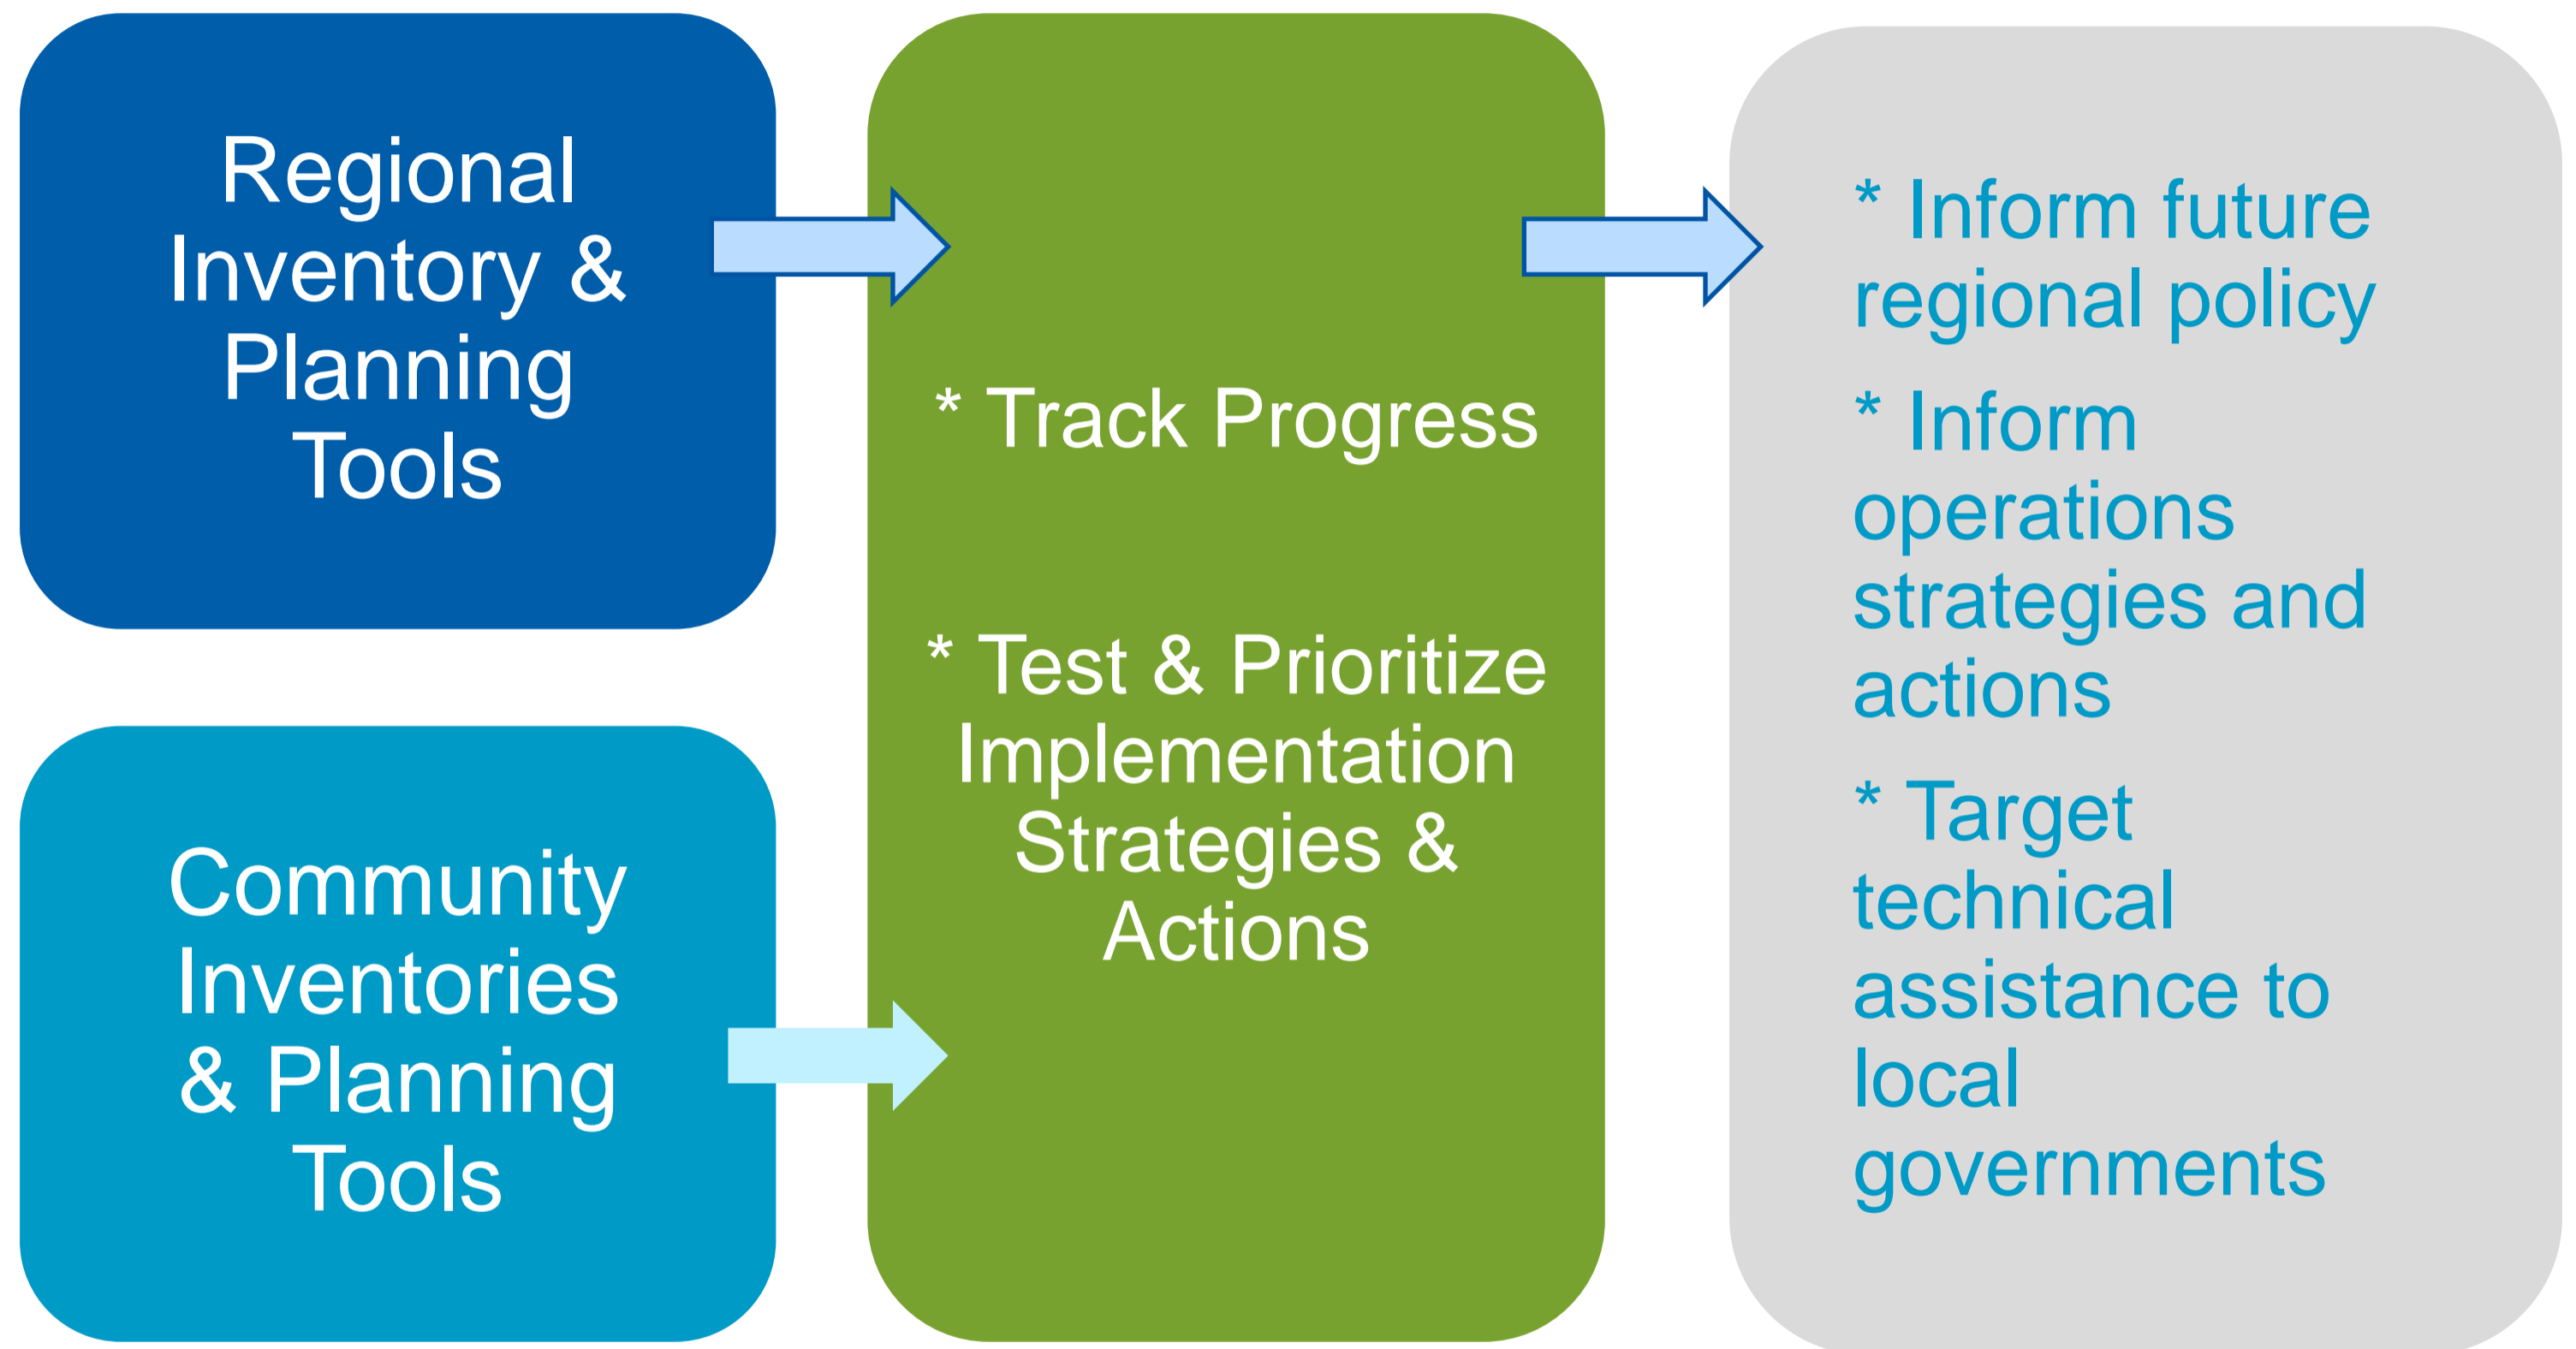 Regional
Inventory &
Planning
Tools
Community
Inventories
& Planning
Tools
* Track Progress
* Test & Prioritize
Implementation
Strategies &
Actions
* Inform future
regional policy
* Inform
operations
strategies and
actions
* Target
technical
assistance to
local
governments